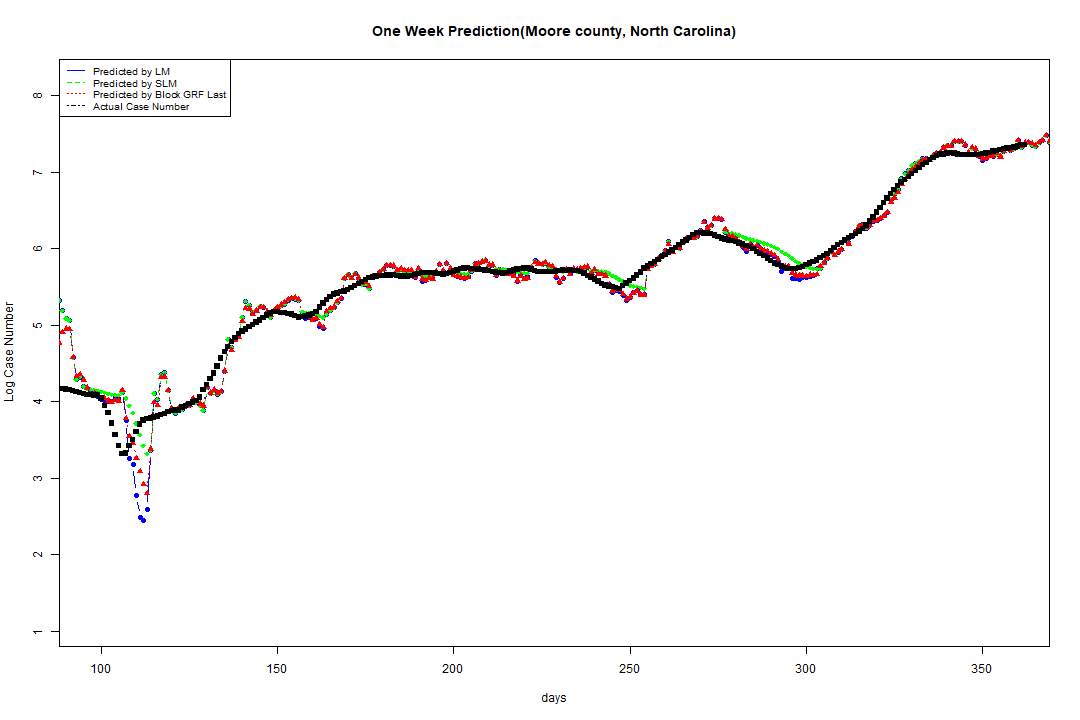 One Week Prediction(Moore county, North Carolina)
Predicted by LM
Predicted by SLM
Predicted by Block GRF Last
Actual Case Number
8
7
6
5
4
3
2
1
Log Case Number
100 150 200 250 300 350
days